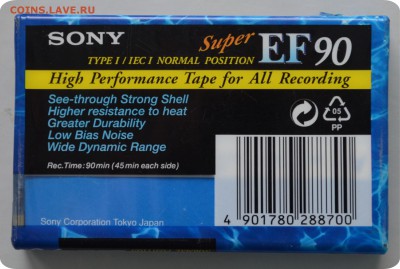 COINS.LAVE.RU
SONY
Super
EF 90
TYPE I / IEC I NORMAL POSITION
High Performance Tape for All Recording
See-through Strong Shell
Higher resistance to heat
Greater Durability
Low Bias Noise
Wide Dynamic Range
Rec.Time: 90 min (45 min each side)
05
PP
Sony Corporation Tokyo Japan
4 901780 288700